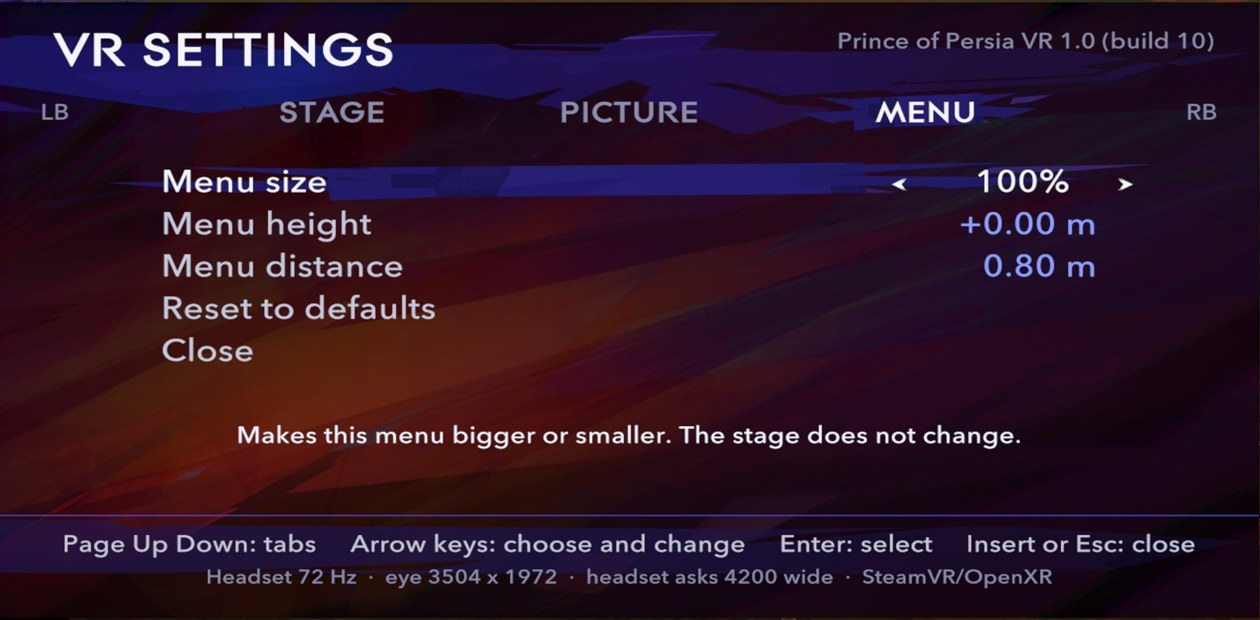 VR SETTINGS
Prince of Persia VR 1.0 (build 10)
LB STAGE PICTURE MENU RB
Menu size 100%
Menu height +0.00 m
Menu distance 0.80 m
Reset to defaults
Close
Makes this menu bigger or smaller. The stage does not change.
Page Up Down: tabs Arrow keys: choose and change Enter: select Insert or Esc: close
Headset 72 Hz · eye 3504 x 1972 · headset asks 4200 wide · SteamVR/OpenXR